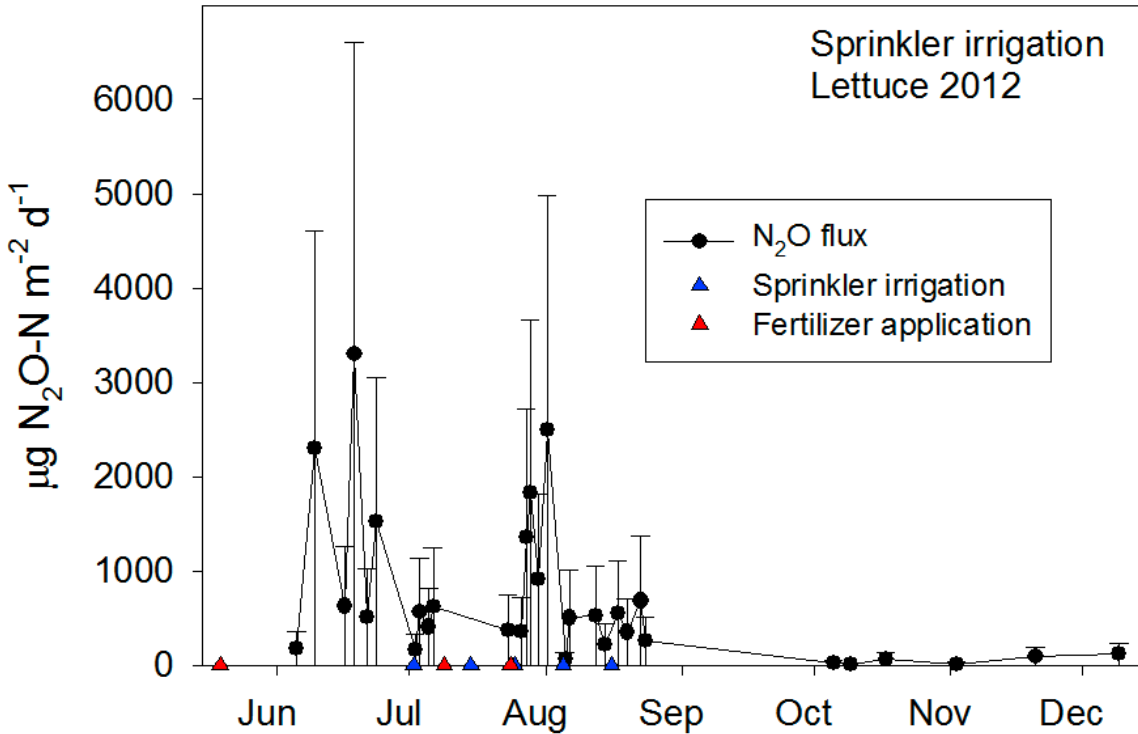 Sprinkler irrigation
Lettuce 2012
6000
5000
4000
3000
2000
1000
0
µg N₂O-N m⁻² d⁻¹
N₂O flux
Sprinkler irrigation
Fertilizer application
Jun Jul Aug Sep Oct Nov Dec